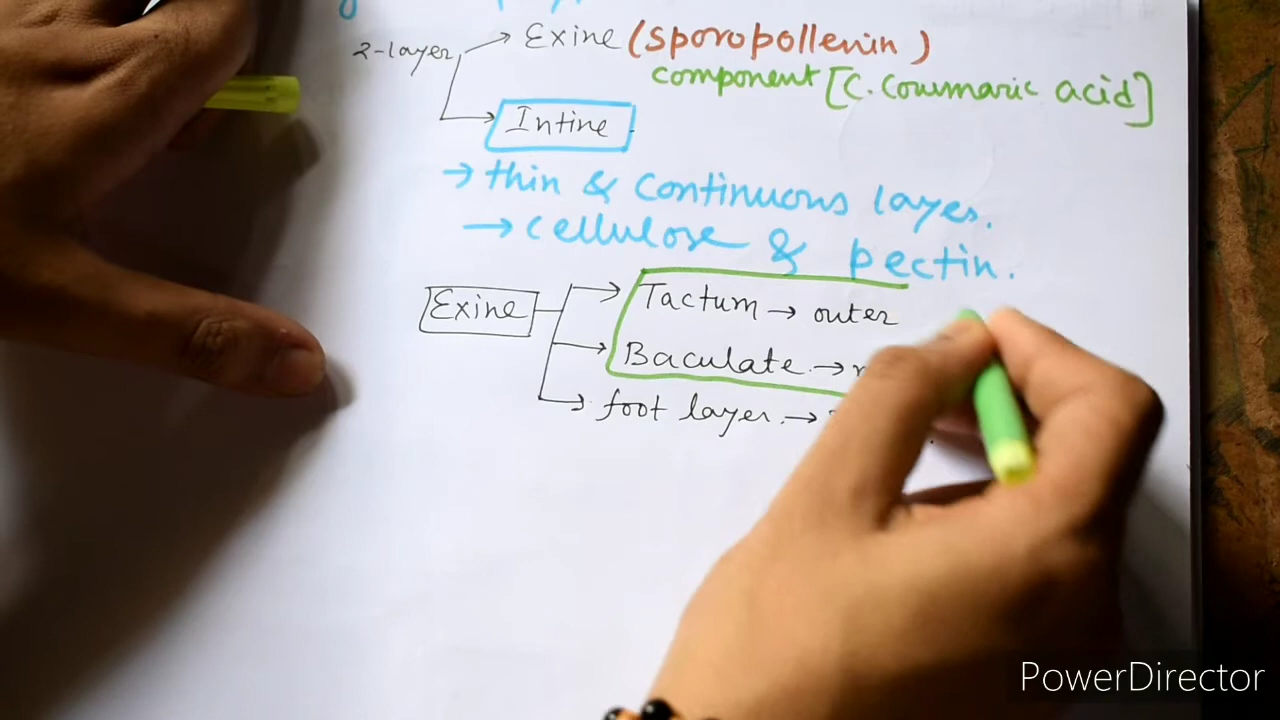 2-layer → Exine (sporopollenin)
component [C. Coumaric acid]
→ Intine
→ thin & Continuous layer.
→ cellulose & pectin.
Exine → Tactum → outer
→ Baculate →
→ foot layer →
PowerDirector